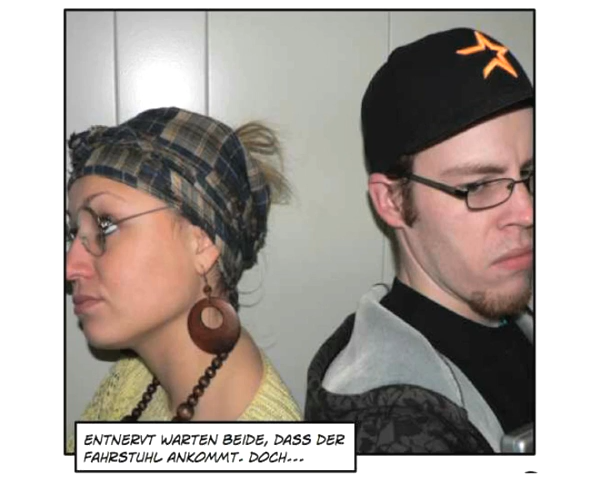 ENTNERVT WARTEN BEIDE, DASS DER
FAHRSTUHL ANKOMMT. DOCH...